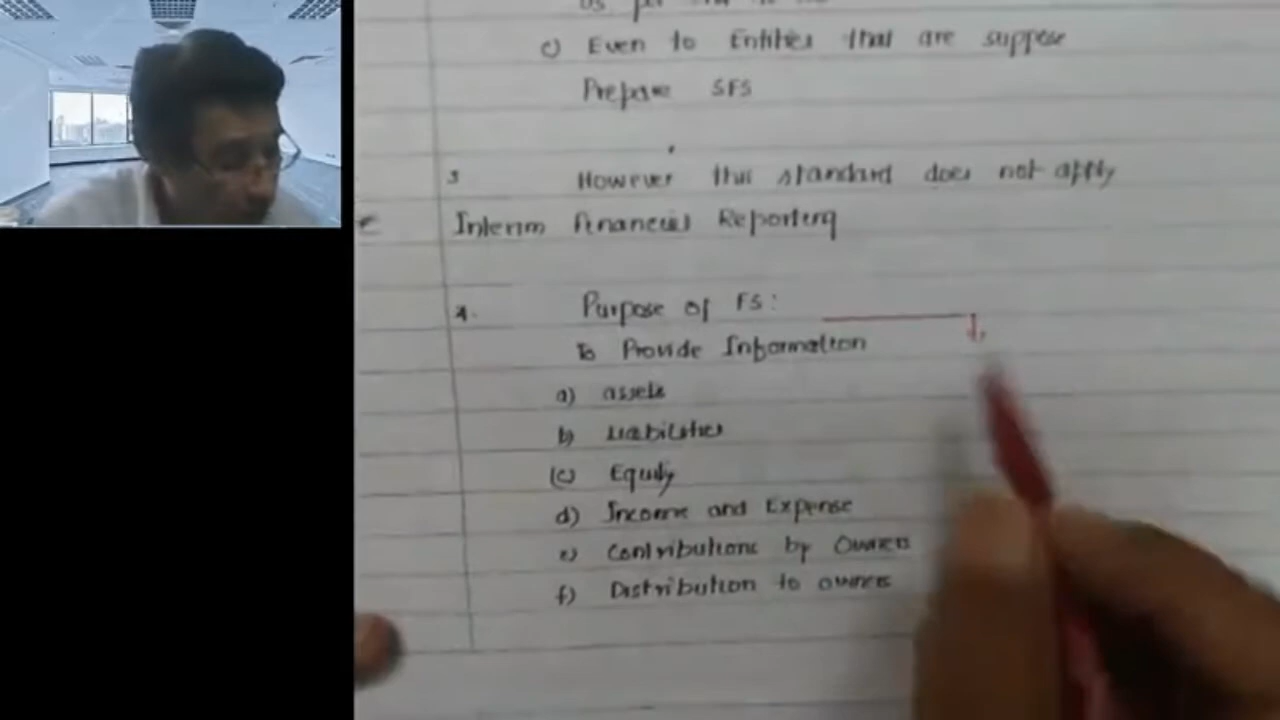 c) Even to Entities that are suppose
Prepare SFS
3 However this standard does not apply
Interim Financial Reporting
4. Purpose of FS:
To Provide Information
a) assets
b) Liabilities
(c) Equity
d) Income and Expense
e) Contributions by Owners
f) Distribution to owners